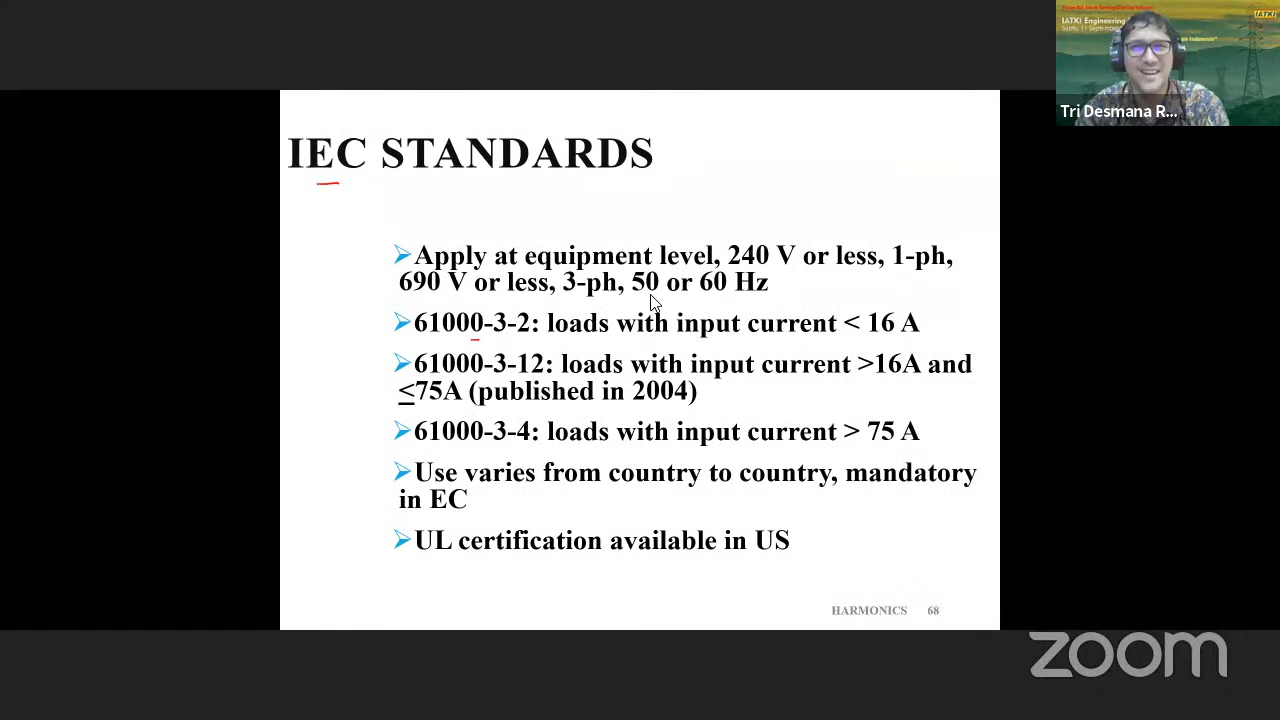 IATKI Engineering
IATKI
Tri Desmana R...
IEC STANDARDS
➢Apply at equipment level, 240 V or less, 1-ph,
690 V or less, 3-ph, 50 or 60 Hz
➢61000-3-2: loads with input current < 16 A
➢61000-3-12: loads with input current >16A and
≤75A (published in 2004)
➢61000-3-4: loads with input current > 75 A
➢Use varies from country to country, mandatory
in EC
➢UL certification available in US
HARMONICS 68
zoom